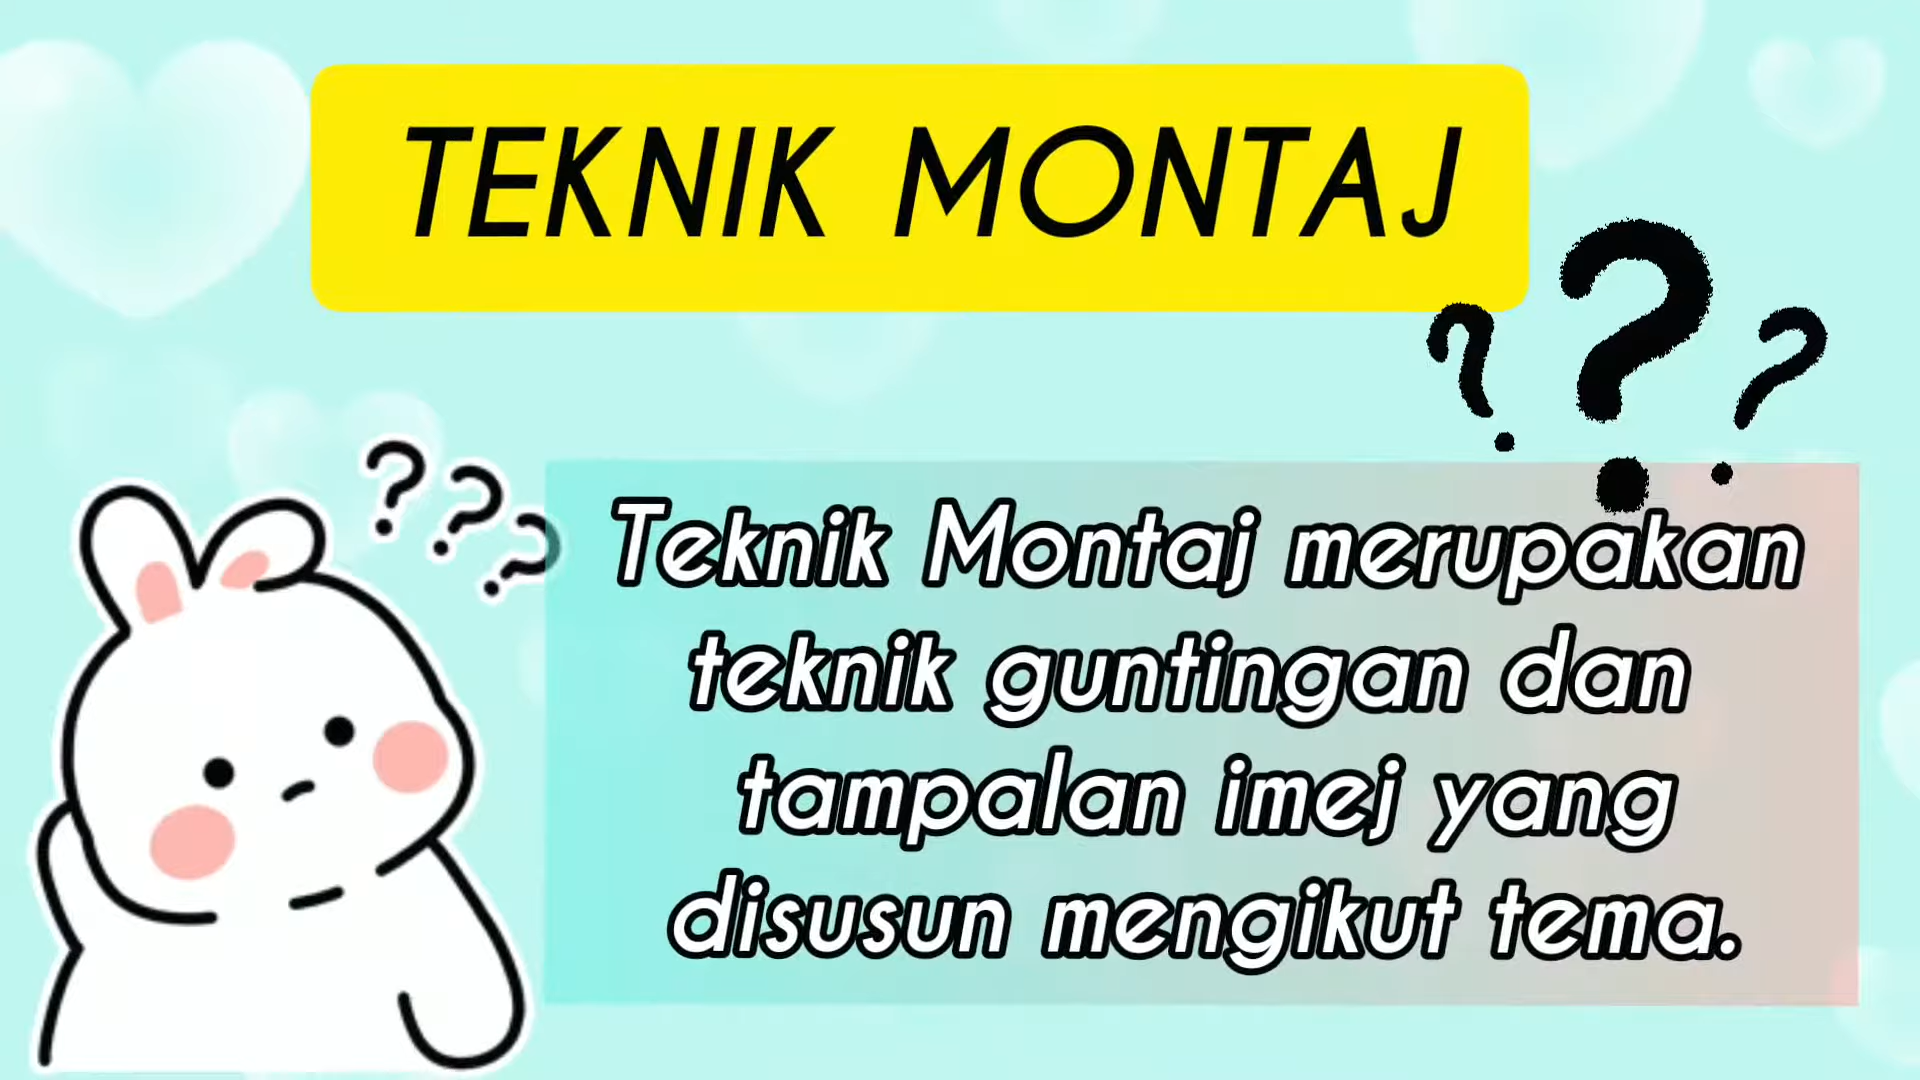 TEKNIK MONTAJ
???
???
Teknik Montaj merupakan
teknik guntingan dan
tampalan imej yang
disusun mengikut tema.